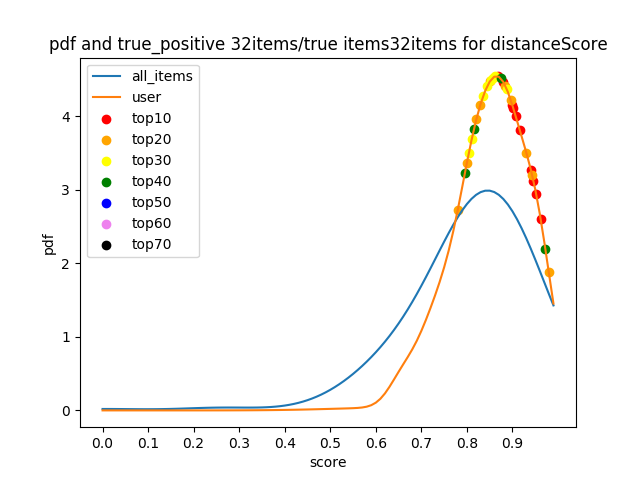 pdf and true_positive 32items/true items32items for distanceScore
all_items
user
top10
top20
top30
top40
top50
top60
top70
pdf
4
3
2
1
0
0.0 0.1 0.2 0.3 0.4 0.5 0.6 0.7 0.8 0.9
score